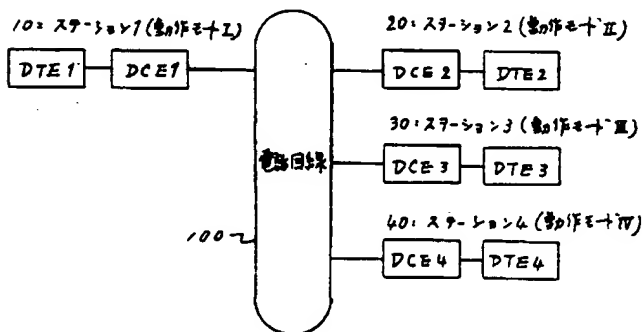 10: ステーション1 (動作モードI)
DTE1
DCE1
電話回線
100
20: ステーション2 (動作モードII)
DCE2
DTE2
30: ステーション3 (動作モードIII)
DCE3
DTE3
40: ステーション4 (動作モードIV)
DCE4
DTE4